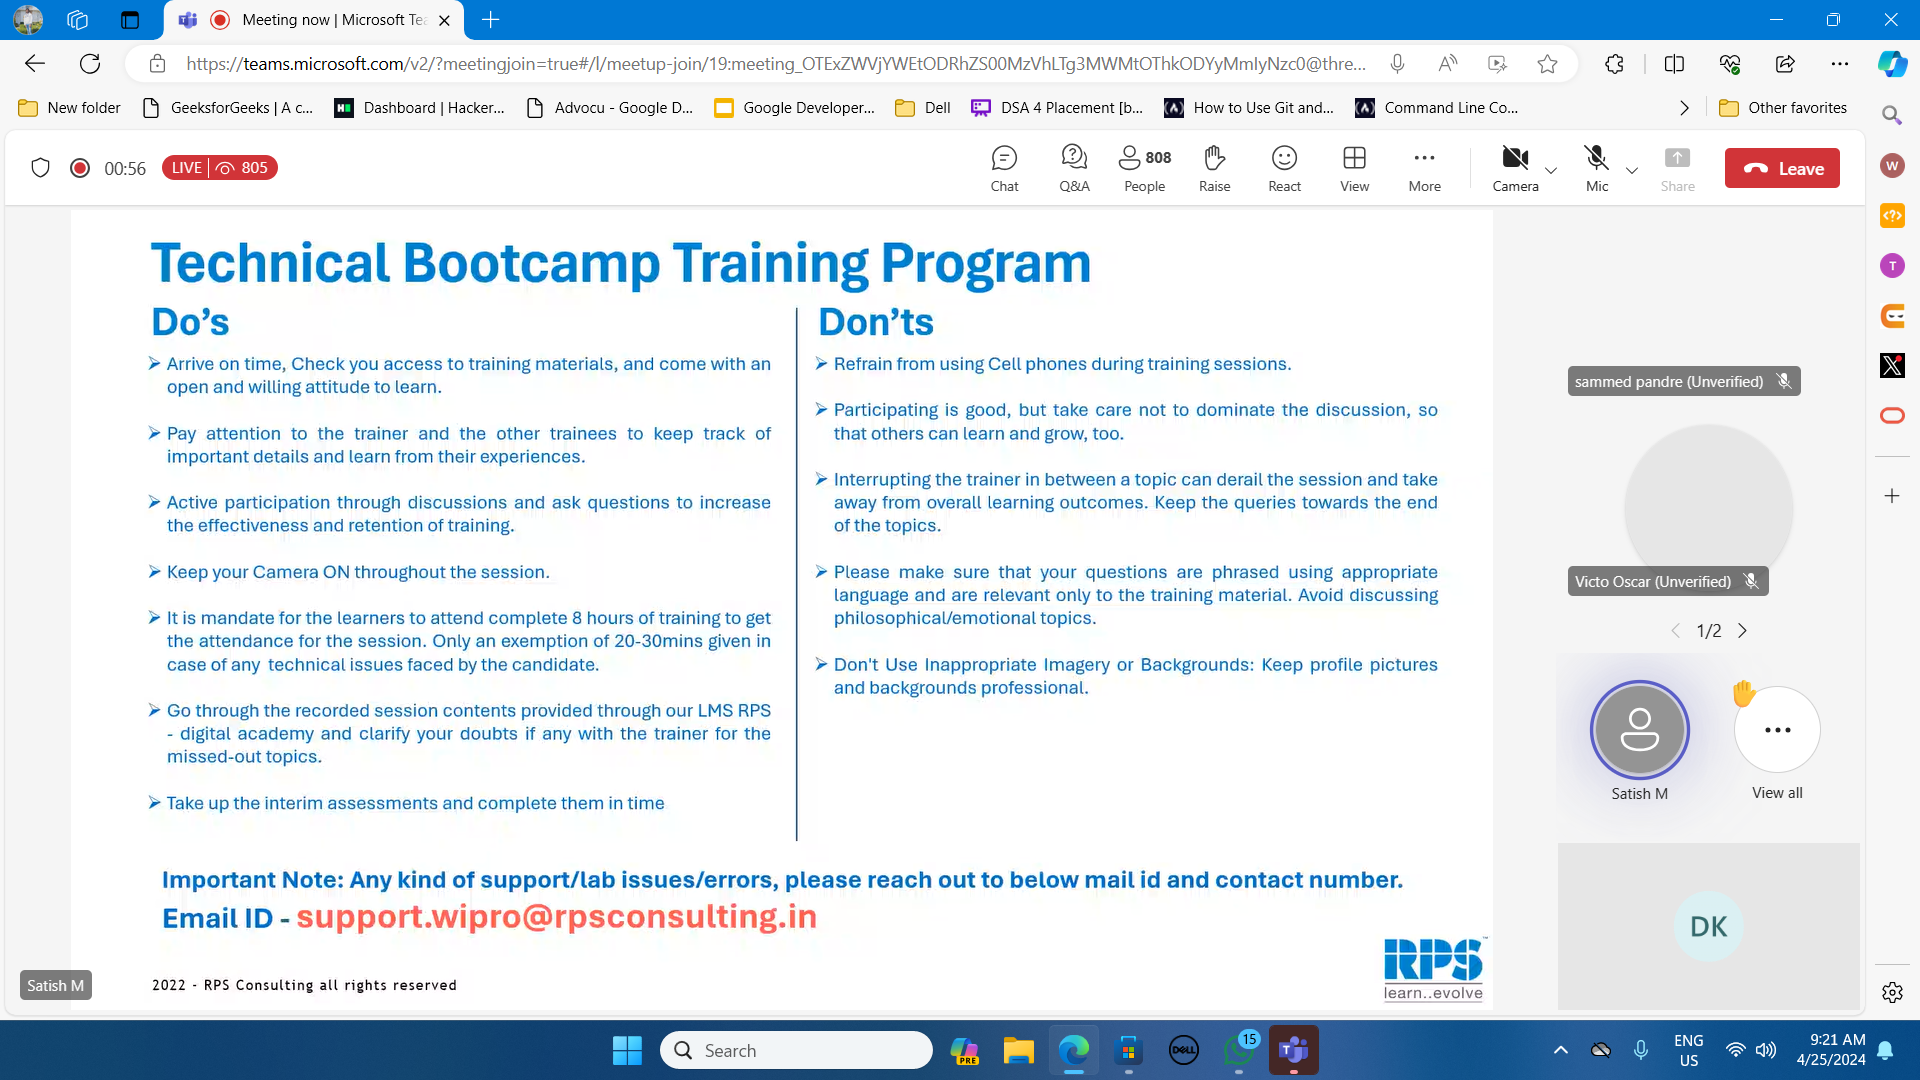 Meeting now | Microsoft Te
https://teams.microsoft.com/v2/?meetingjoin=true#/l/meetup-join/19:meeting_OTExZWVjYWEtODRhZS00MzVhLTg3MWMtOThkODYyMmIyNzc0@thre...
New folder
GeeksforGeeks | A c...
Dashboard | Hacker...
Advocu - Google D...
Google Developer...
Dell
DSA 4 Placement [b...
How to Use Git and...
Command Line Co...
Other favorites
00:56
LIVE 805
Chat
Q&A
808
People
Raise
React
View
More
Camera
Mic
Share
Leave
W
T
Technical Bootcamp Training Program
Do's
Arrive on time, Check you access to training materials, and come with an
open and willing attitude to learn.
Pay attention to the trainer and the other trainees to keep track of
important details and learn from their experiences.
Active participation through discussions and ask questions to increase
the effectiveness and retention of training.
Keep your Camera ON throughout the session.
It is mandate for the learners to attend complete 8 hours of training to get
the attendance for the session. Only an exemption of 20-30mins given in
case of any technical issues faced by the candidate.
Go through the recorded session contents provided through our LMS RPS
- digital academy and clarify your doubts if any with the trainer for the
missed-out topics.
Take up the interim assessments and complete them in time
Don'ts
Refrain from using Cell phones during training sessions.
Participating is good, but take care not to dominate the discussion, so
that others can learn and grow, too.
Interrupting the trainer in between a topic can derail the session and take
away from overall learning outcomes. Keep the queries towards the end
of the topics.
Please make sure that your questions are phrased using appropriate
language and are relevant only to the training material. Avoid discussing
philosophical/emotional topics.
Don't Use Inappropriate Imagery or Backgrounds: Keep profile pictures
and backgrounds professional.
Important Note: Any kind of support/lab issues/errors, please reach out to below mail id and contact number.
Email ID - support.wipro@rpsconsulting.in
2022 - RPS Consulting all rights reserved
RPS
learn..evolve
Satish M
sammed pandre (Unverified)
Victo Oscar (Unverified)
1/2
Satish M
View all
DK
Search
PRE
DELL
15
ENG
US
9:21 AM
4/25/2024